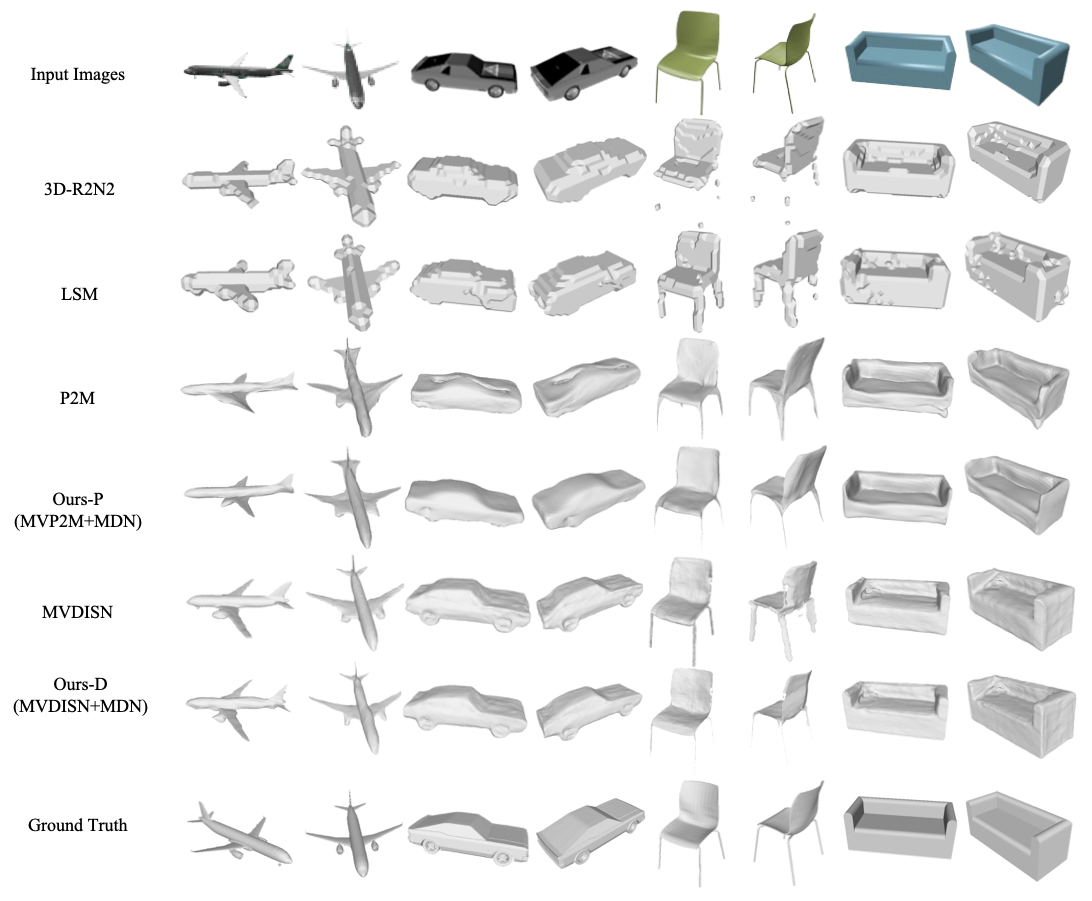 Input Images
3D-R2N2
LSM
P2M
Ours-P
(MVP2M+MDN)
MVDISN
Ours-D
(MVDISN+MDN)
Ground Truth